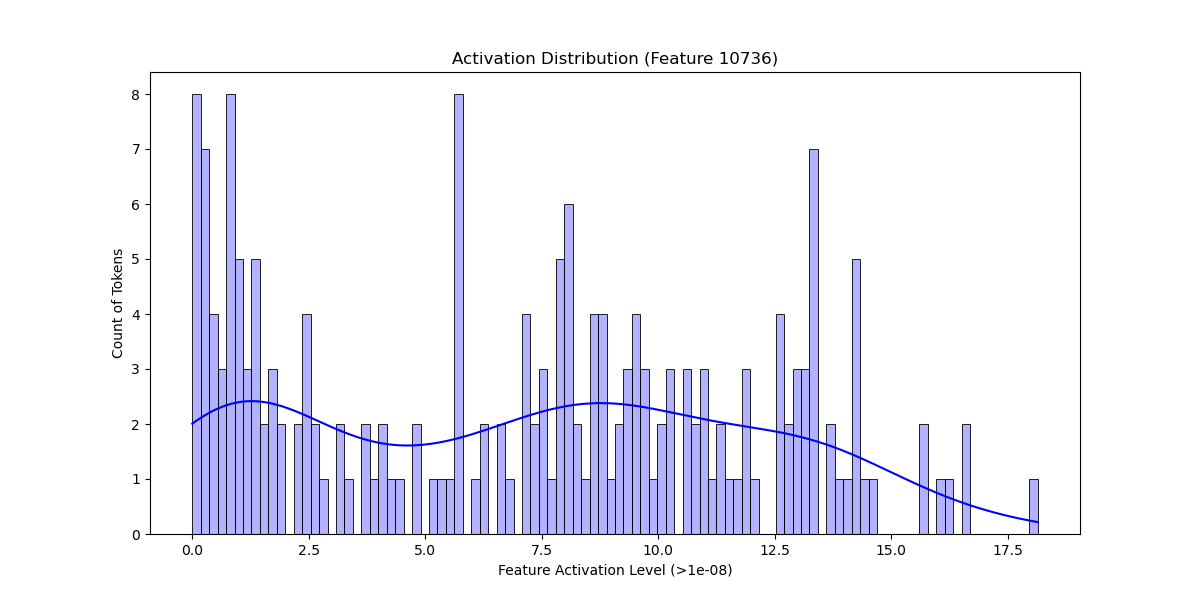 Activation Distribution (Feature 10736)
Count of Tokens
8
7
6
5
4
3
2
1
0
0.0 2.5 5.0 7.5 10.0 12.5 15.0 17.5
Feature Activation Level (>1e-08)